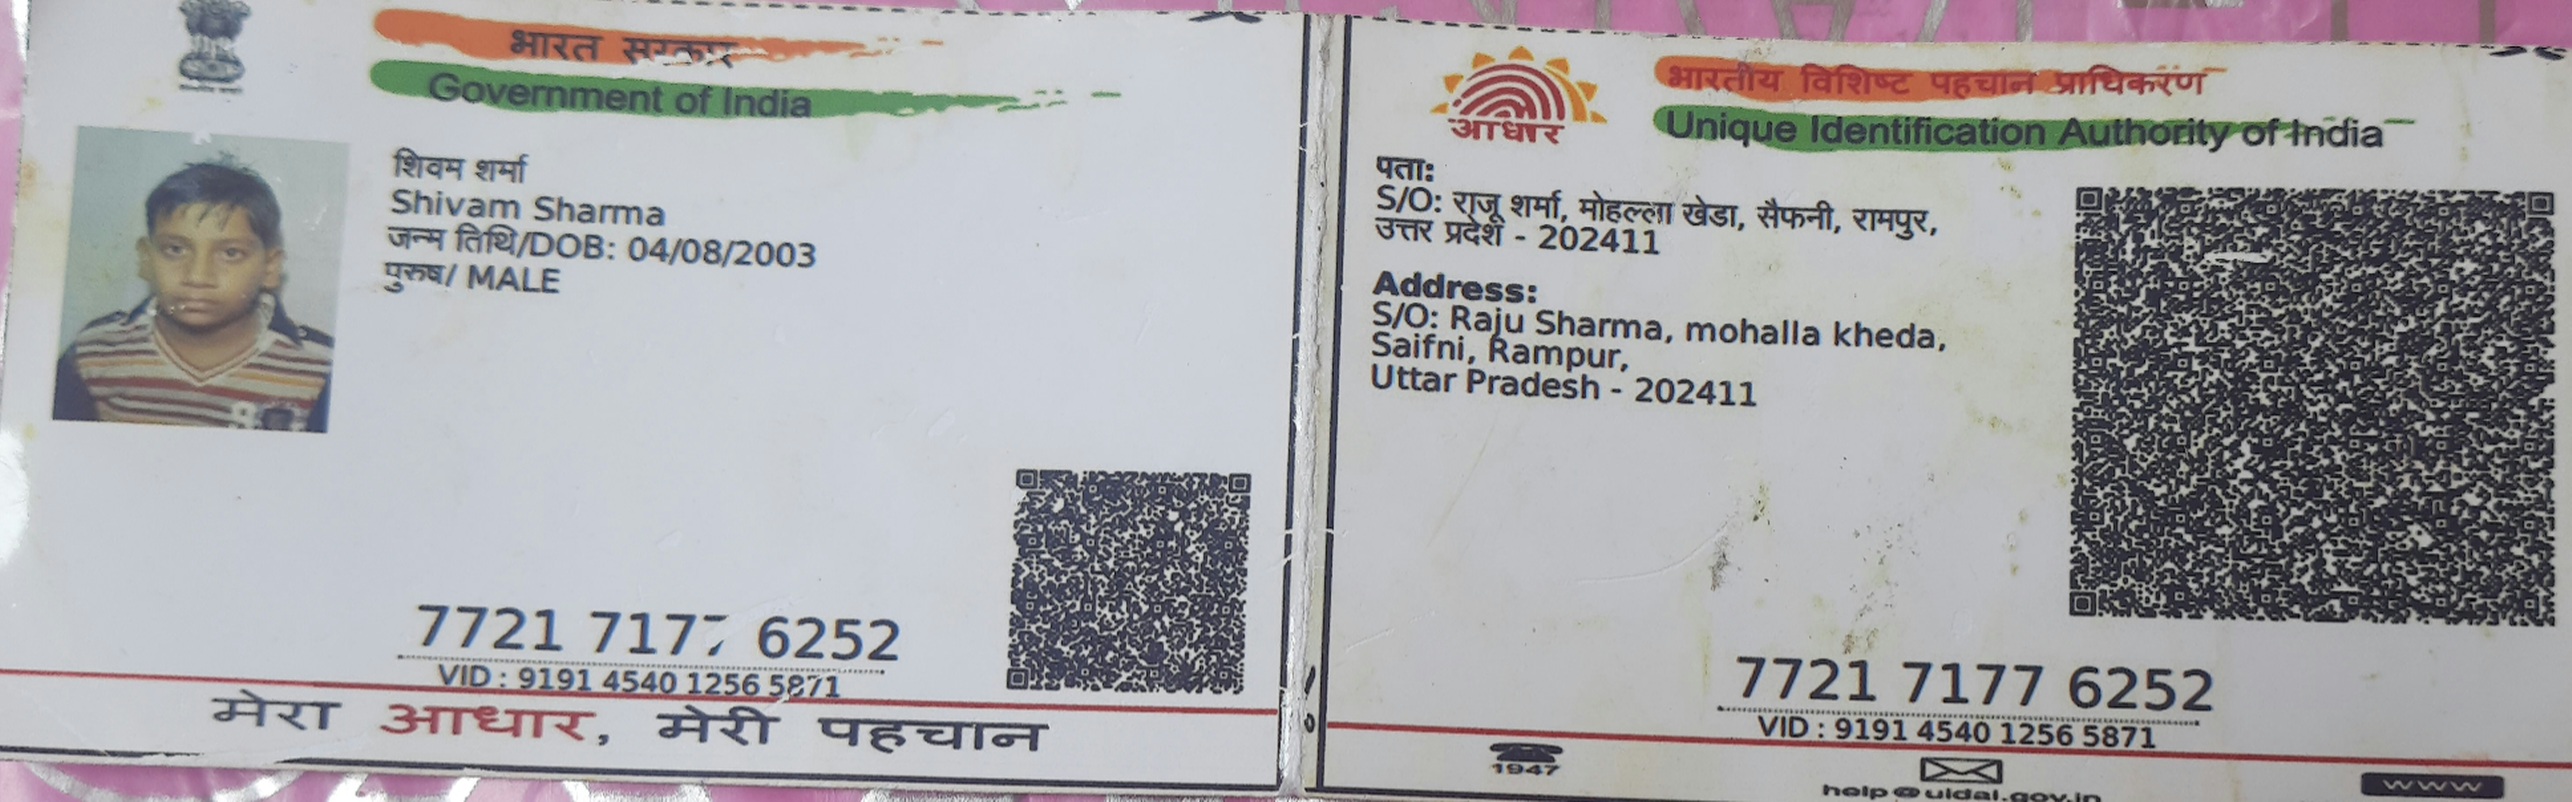 भारत सरकार
Government of India
शिवम शर्मा
Shivam Sharma
जन्म तिथि/DOB: 04/08/2003
पुरुष/ MALE
7721 7177 6252
VID : 9191 4540 1256 5871
मेरा आधार, मेरी पहचान
आधार
भारतीय विशिष्ट पहचान प्राधिकरण
Unique Identification Authority of India
पता:
S/O: राजू शर्मा, मोहल्ला खेडा, सैफनी, रामपुर,
उत्तर प्रदेश - 202411
Address:
S/O: Raju Sharma, mohalla kheda,
Saifni, Rampur,
Uttar Pradesh - 202411
7721 7177 6252
VID : 9191 4540 1256 5871
1947
help@uidai.gov.in
www